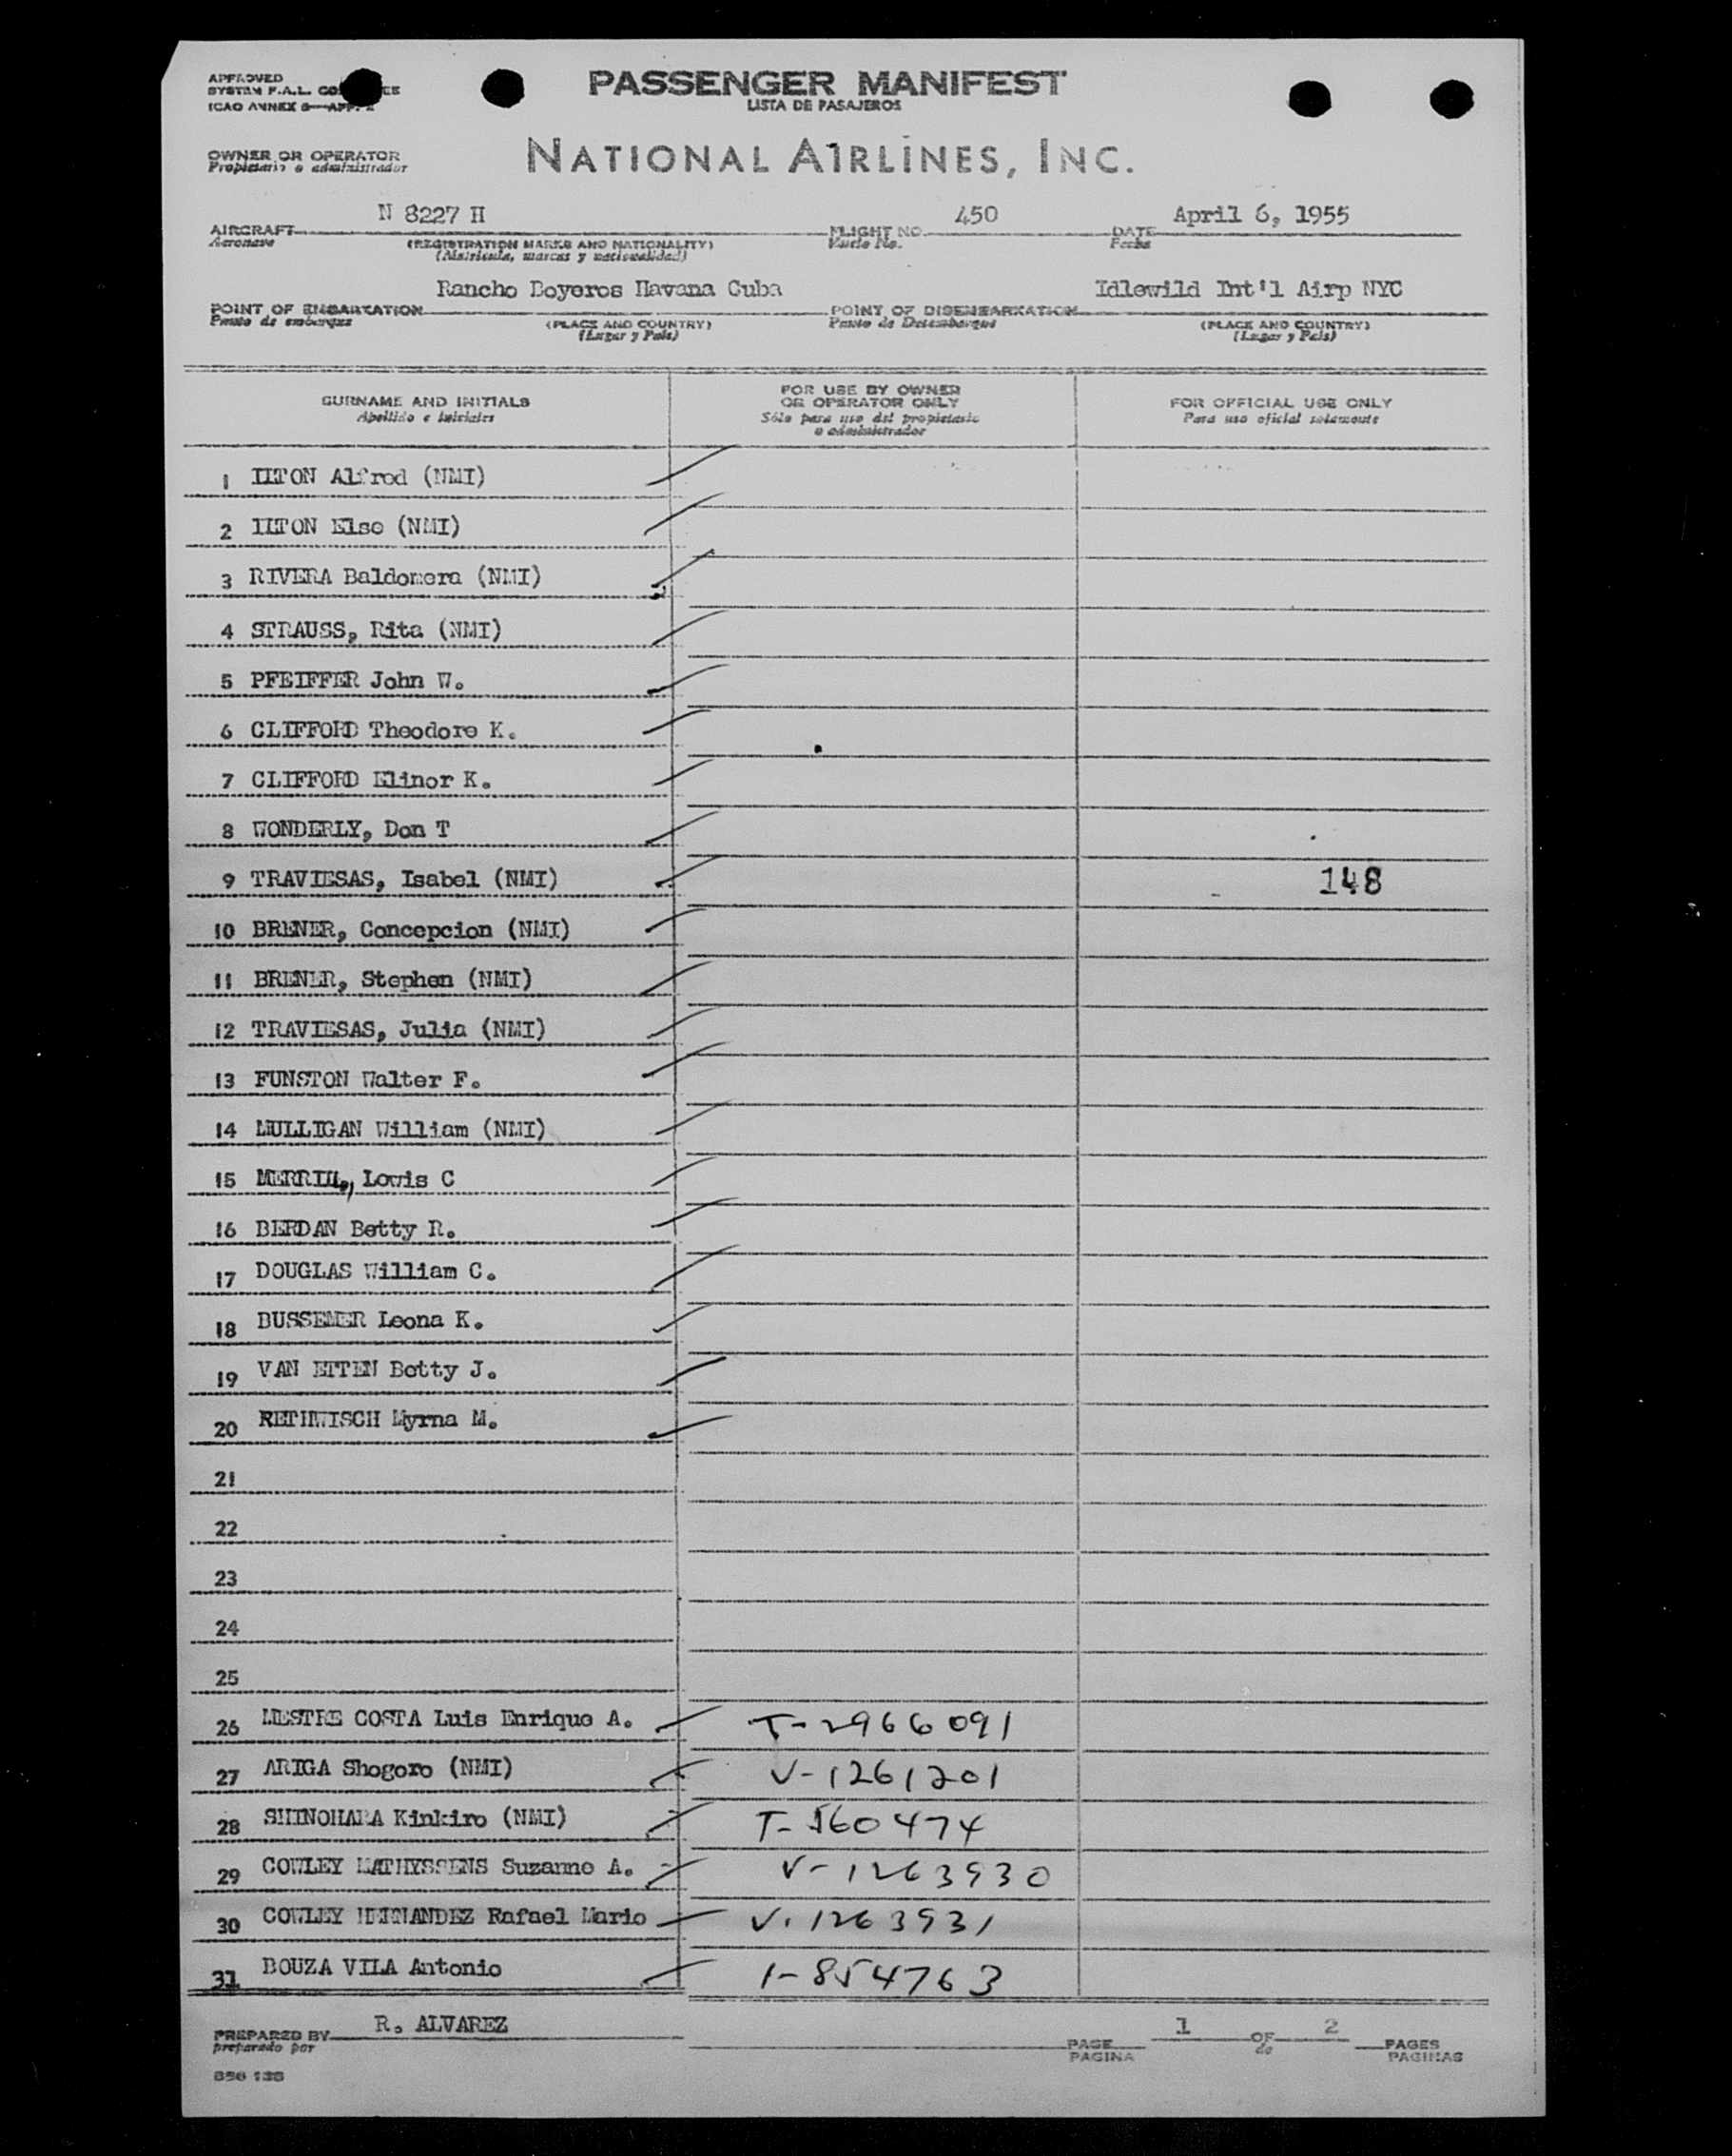 APPROVED
SYSTEM F.A.L.
ICAO ANNEX
PASSENGER MANIFEST
LISTA DE PASAJEROS
OWNER OR OPERATOR
Propietario o administrador
NATIONAL AIRLINES, INC.
N 8227 H 450 April 6, 1955
AIRCRAFT FLIGHT NO. DATE
Aeronave (REGISTRATION MARKS AND NATIONALITY) Vuelo No. Fecha
(Matricula, marcas y nacionalidad)
Rancho Boyeros Havana Cuba Idlewild Int'l Airp NYC
POINT OF EMBARKATION POINT OF DISEMBARKATION
Punto de embarque (PLACE AND COUNTRY) Punto de Desembarque (PLACE AND COUNTRY)
(Lugar y Pais) (Lugar y Pais)
SURNAME AND INITIALS
Apellido e iniciales
FOR USE BY OWNER
OR OPERATOR ONLY
Sólo para uso del propietario
o administrador
FOR OFFICIAL USE ONLY
Para uso oficial solamente
1 ILTON Alfred (NMI)
2 ILTON Else (NMI)
3 RIVERA Baldomera (NMI)
4 STRAUSS, Rita (NMI)
5 PFEIFFER John W.
6 CLIFFORD Theodore K.
7 CLIFFORD Elinor K.
8 WONDERLY, Don T
9 TRAVIESAS, Isabel (NMI) 148
10 BRENER, Concepcion (NMI)
11 BRENER, Stephen (NMI)
12 TRAVIESAS, Julia (NMI)
13 FUNSTON Walter F.
14 MULLIGAN William (NMI)
15 MERRILL, Lowis C
16 BERDAN Betty R.
17 DOUGLAS William C.
18 BUSSEMER Leona K.
19 VAN ETTEN Betty J.
20 RETHWISCH Myrna M.
21
22
23
24
25
26 MESTRE COSTA Luis Enrique A. T-2966091
27 ARIGA Shogoro (NMI) V-1261201
28 SHINOHARA Kinkiro (NMI) T-560474
29 COWLEY MATHYSSENS Suzanne A. V-1263930
30 COWLEY HERNANDEZ Rafael Mario V-1263931
31 BOUZA VILA Antonio 1-854763
PREPARED BY R. ALVAREZ
preparado por
PAGE 1 OF 2 PAGES
PAGINA de PAGINAS